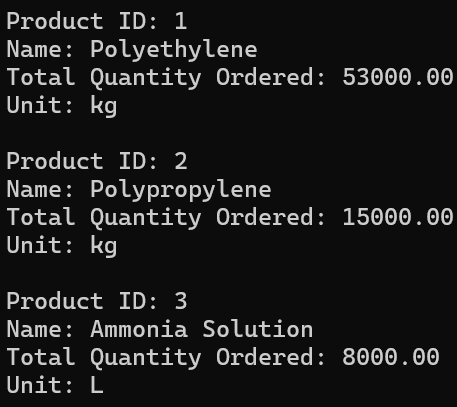 Product ID: 1
Name: Polyethylene
Total Quantity Ordered: 53000.00
Unit: kg
Product ID: 2
Name: Polypropylene
Total Quantity Ordered: 15000.00
Unit: kg
Product ID: 3
Name: Ammonia Solution
Total Quantity Ordered: 8000.00
Unit: L